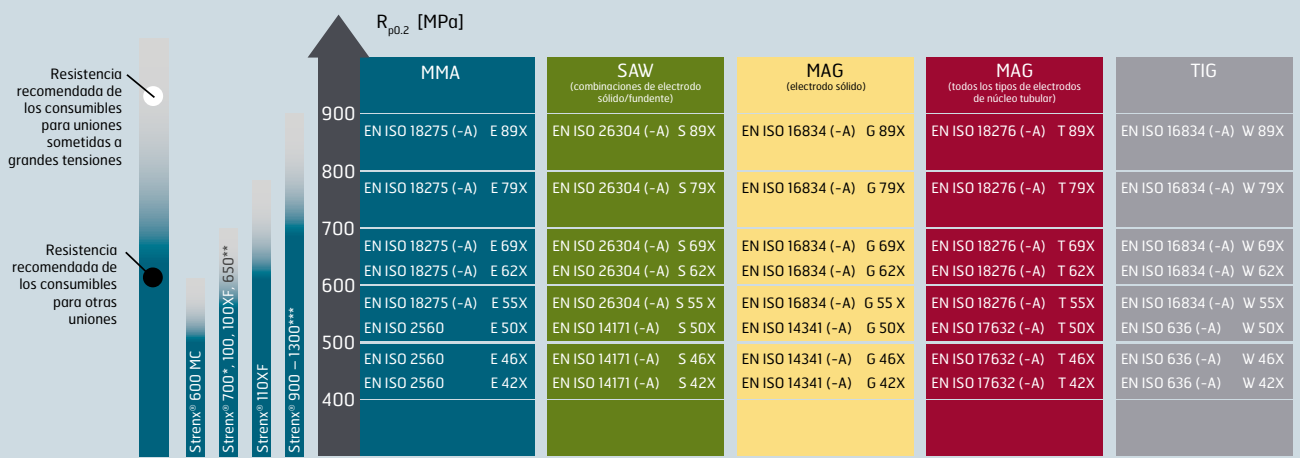 Rp0.2 [MPa]
Resistencia
recomendada de
los consumibles
para uniones
sometidas a
grandes tensiones
Resistencia
recomendada de
los consumibles
para otras
uniones
Strenx® 600 MC
Strenx® 700*, 100, 100XF, 650**
Strenx® 110XF
Strenx® 900 – 1300***
900
800
700
600
500
400
MMA
EN ISO 18275 (-A) E 89X
EN ISO 18275 (-A) E 79X
EN ISO 18275 (-A) E 69X
EN ISO 18275 (-A) E 62X
EN ISO 18275 (-A) E 55X
EN ISO 2560 E 50X
EN ISO 2560 E 46X
EN ISO 2560 E 42X
SAW
(combinaciones de electrodo
sólido/fundente)
EN ISO 26304 (-A) S 89X
EN ISO 26304 (-A) S 79X
EN ISO 26304 (-A) S 69X
EN ISO 26304 (-A) S 62X
EN ISO 26304 (-A) S 55 X
EN ISO 14171 (-A) S 50X
EN ISO 14171 (-A) S 46X
EN ISO 14171 (-A) S 42X
MAG
(electrodo sólido)
EN ISO 16834 (-A) G 89X
EN ISO 16834 (-A) G 79X
EN ISO 16834 (-A) G 69X
EN ISO 16834 (-A) G 62X
EN ISO 16834 (-A) G 55 X
EN ISO 14341 (-A) G 50X
EN ISO 14341 (-A) G 46X
EN ISO 14341 (-A) G 42X
MAG
(todos los tipos de electrodos
de núcleo tubular)
EN ISO 18276 (-A) T 89X
EN ISO 18276 (-A) T 79X
EN ISO 18276 (-A) T 69X
EN ISO 18276 (-A) T 62X
EN ISO 18276 (-A) T 55X
EN ISO 17632 (-A) T 50X
EN ISO 17632 (-A) T 46X
EN ISO 17632 (-A) T 42X
TIG
EN ISO 16834 (-A) W 89X
EN ISO 16834 (-A) W 79X
EN ISO 16834 (-A) W 69X
EN ISO 16834 (-A) W 62X
EN ISO 16834 (-A) W 55X
EN ISO 636 (-A) W 50X
EN ISO 636 (-A) W 46X
EN ISO 636 (-A) W 42X